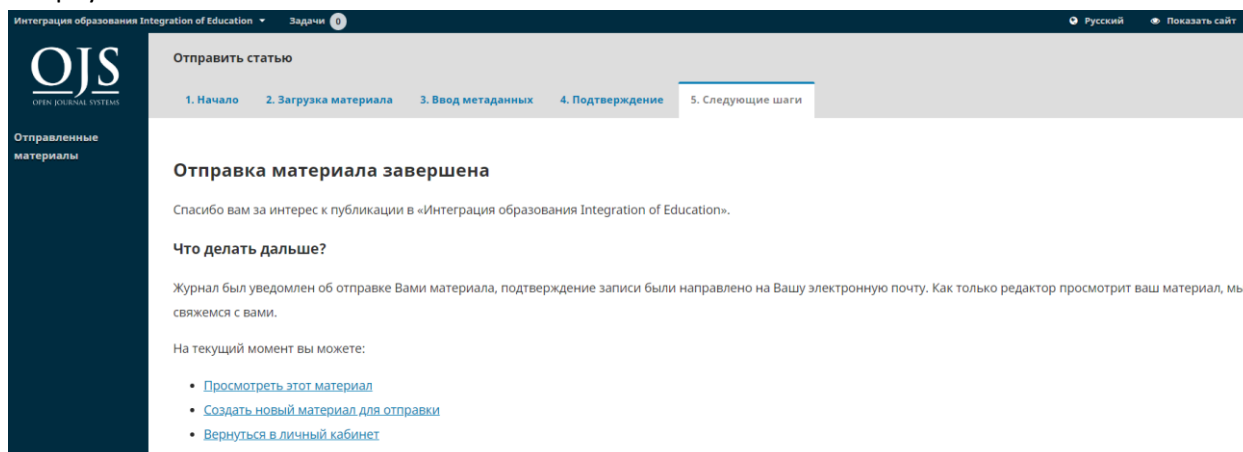 Интеграция образования Integration of Education Задачи 0 Русский Показать сайт
OJS
OPEN JOURNAL SYSTEMS
Отправленные
материалы
Отправить статью
1. Начало 2. Загрузка материала 3. Ввод метаданных 4. Подтверждение 5. Следующие шаги
Отправка материала завершена
Спасибо вам за интерес к публикации в «Интеграция образования Integration of Education».
Что делать дальше?
Журнал был уведомлен об отправке Вами материала, подтверждение записи были направлено на Вашу электронную почту. Как только редактор просмотрит ваш материал, мы
свяжемся с вами.
На текущий момент вы можете:
• Просмотреть этот материал
• Создать новый материал для отправки
• Вернуться в личный кабинет